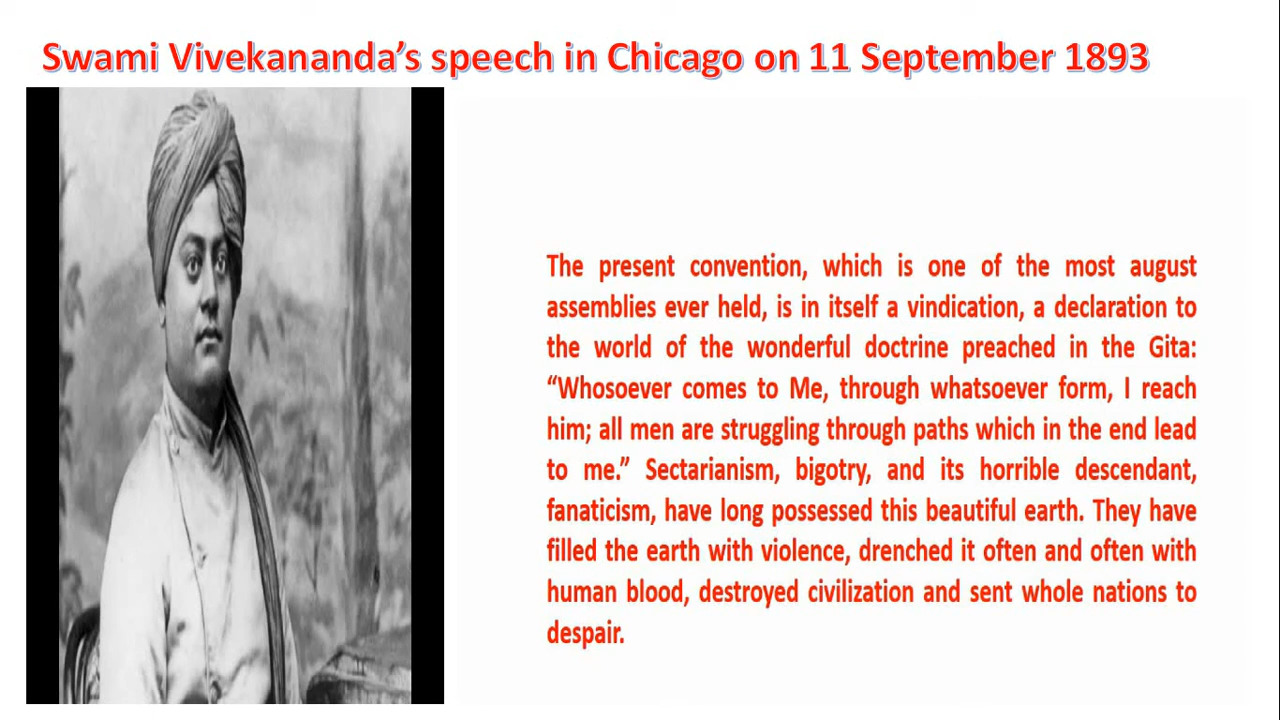 Swami Vivekananda’s speech in Chicago on 11 September 1893
The present convention, which is one of the most august
assemblies ever held, is in itself a vindication, a declaration to
the world of the wonderful doctrine preached in the Gita:
“Whosoever comes to Me, through whatsoever form, I reach
him; all men are struggling through paths which in the end lead
to me.” Sectarianism, bigotry, and its horrible descendant,
fanaticism, have long possessed this beautiful earth. They have
filled the earth with violence, drenched it often and often with
human blood, destroyed civilization and sent whole nations to
despair.